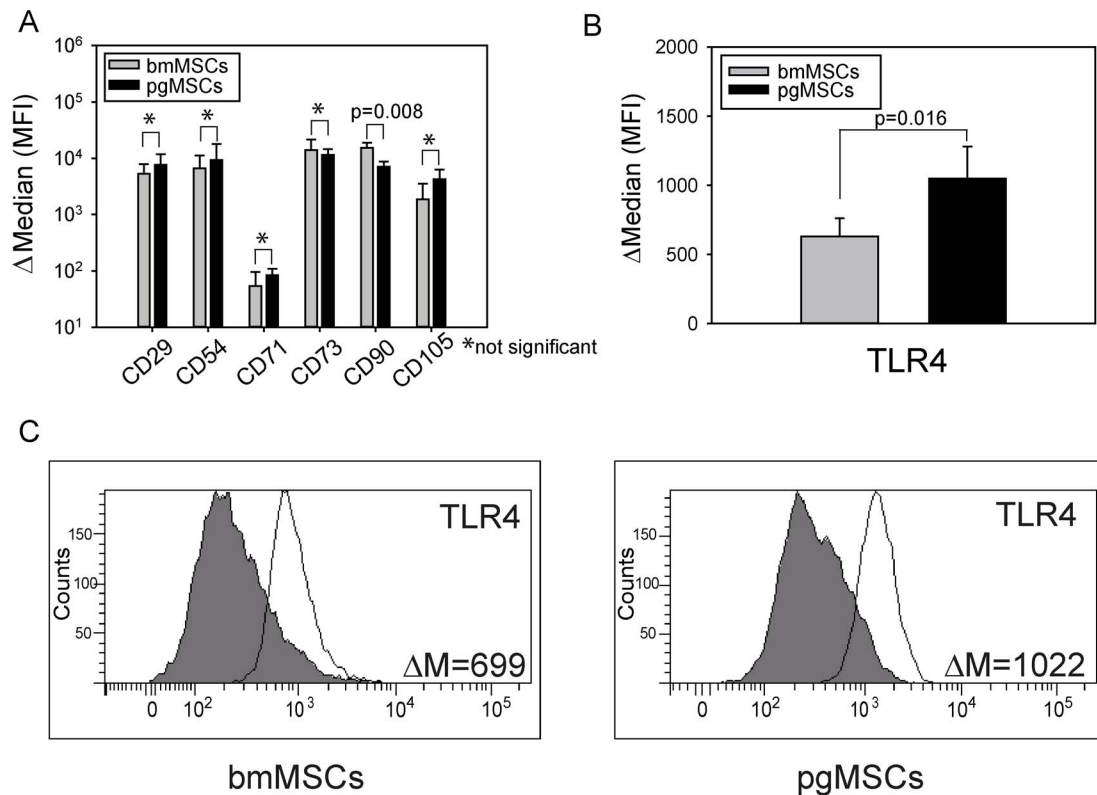 A
ΔMedian (MFI)
10⁶
10⁵
10⁴
10³
10²
10¹
bmMSCs
pgMSCs
*
*
*
*
p=0.008
*
CD29
CD54
CD71
CD73
CD90
CD105
*not significant
B
ΔMedian (MFI)
2000
1500
1000
500
0
bmMSCs
pgMSCs
p=0.016
TLR4
C
Counts
150
100
50
TLR4
ΔM=699
0
10²
10³
10⁴
10⁵
bmMSCs
Counts
150
100
50
TLR4
ΔM=1022
0
10²
10³
10⁴
10⁵
pgMSCs